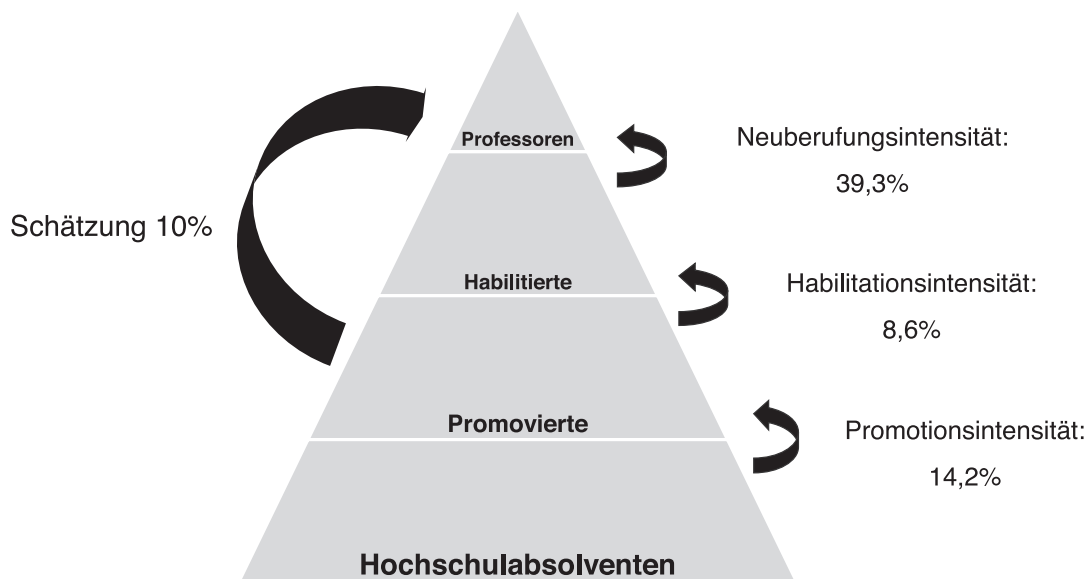 Professoren
Neuberufungsintensität:
39,3%
Schätzung 10%
Habilitierte
Habilitationsintensität:
8,6%
Promovierte
Promotionsintensität:
14,2%
Hochschulabsolventen